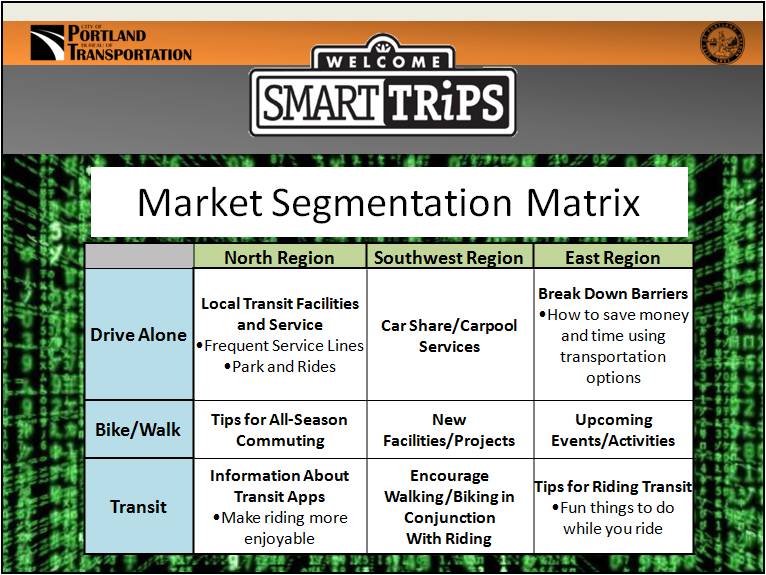 CITY OF
PORTLAND
BUREAU OF
TRANSPORTATION
WELCOME
SMART TRiPS
Market Segmentation Matrix
North Region
Southwest Region
East Region
Drive Alone
Local Transit Facilities
and Service
•Frequent Service Lines
•Park and Rides
Car Share/Carpool
Services
Break Down Barriers
•How to save money
and time using
transportation
options
Bike/Walk
Tips for All-Season
Commuting
New
Facilities/Projects
Upcoming
Events/Activities
Transit
Information About
Transit Apps
•Make riding more
enjoyable
Encourage
Walking/Biking in
Conjunction
With Riding
Tips for Riding Transit
•Fun things to do
while you ride